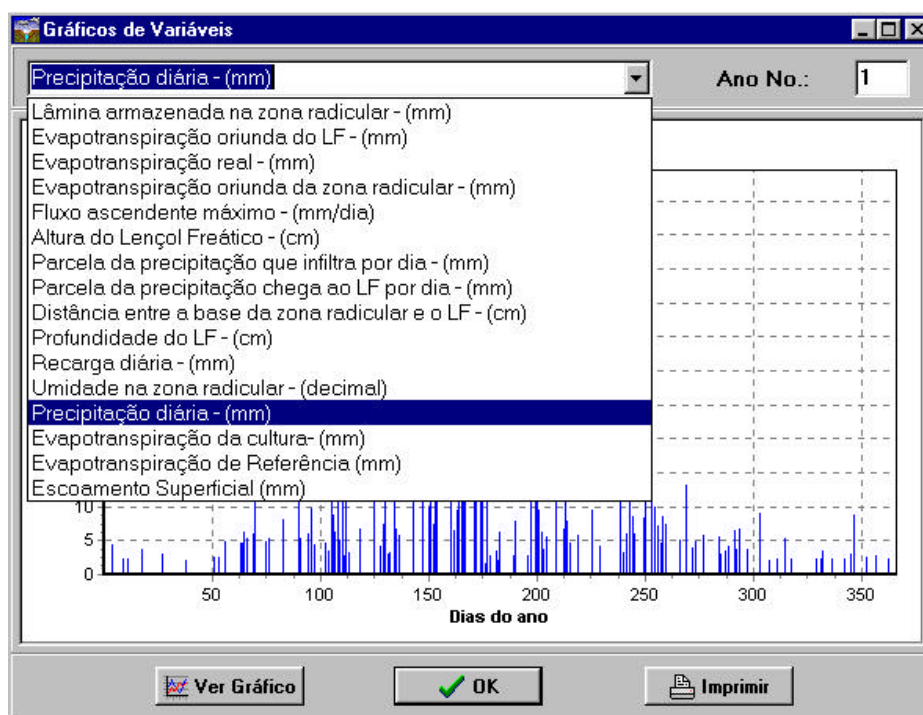 Gráficos de Variáveis
Precipitação diária - (mm)
Ano No.: 1
Lâmina armazenada na zona radicular - (mm)
Evapotranspiração oriunda do LF - (mm)
Evapotranspiração real - (mm)
Evapotranspiração oriunda da zona radicular - (mm)
Fluxo ascendente máximo - (mm/dia)
Altura do Lençol Freático - (cm)
Parcela da precipitação que infiltra por dia - (mm)
Parcela da precipitação chega ao LF por dia - (mm)
Distância entre a base da zona radicular e o LF - (cm)
Profundidade do LF - (cm)
Recarga diária - (mm)
Umidade na zona radicular - (decimal)
Precipitação diária - (mm)
Evapotranspiração da cultura- (mm)
Evapotranspiração de Referência (mm)
Escoamento Superficial (mm)
10
5
0
50 100 150 200 250 300 350
Dias do ano
Ver Gráfico OK Imprimir